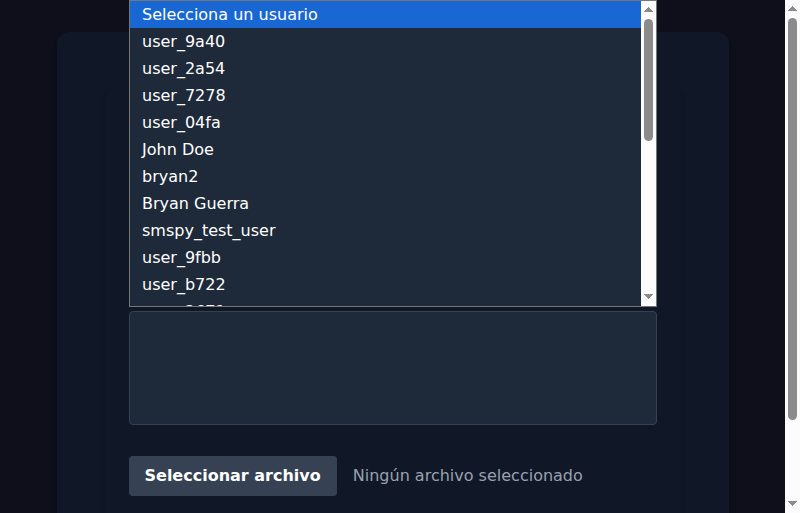 Selecciona un usuario
user_9a40
user_2a54
user_7278
user_04fa
John Doe
bryan2
Bryan Guerra
smspy_test_user
user_9fbb
user_b722
Seleccionar archivo Ningún archivo seleccionado